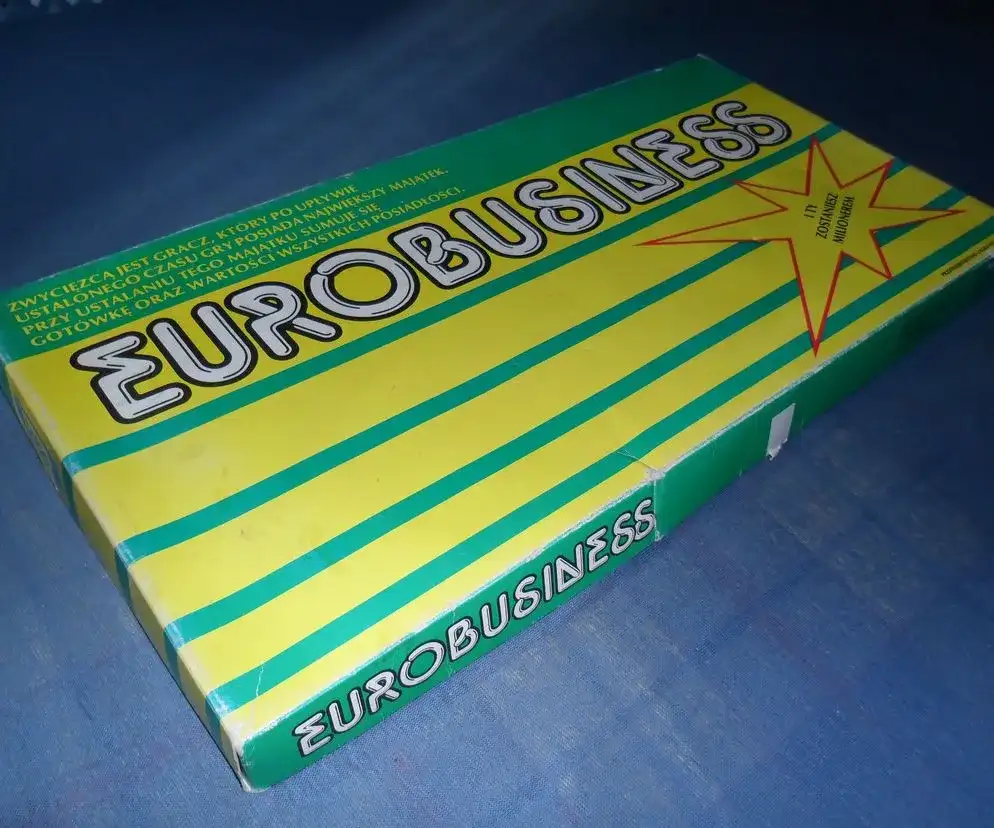 ZWYCIĘZCĄ JEST GRACZ, KTÓRY PO UPŁYWIE
USTALONEGO CZASU GRY POSIADA NAJWIĘKSZY MAJĄTEK.
PRZY USTALANIU TEGO MAJĄTKU SUMUJE SIĘ
GOTÓWKĘ ORAZ WARTOŚCI WSZYSTKICH POSIADŁOŚCI.
EUROBUSINESS
I TY
ZOSTANIESZ
MILIONEREM
EUROBUSINESS